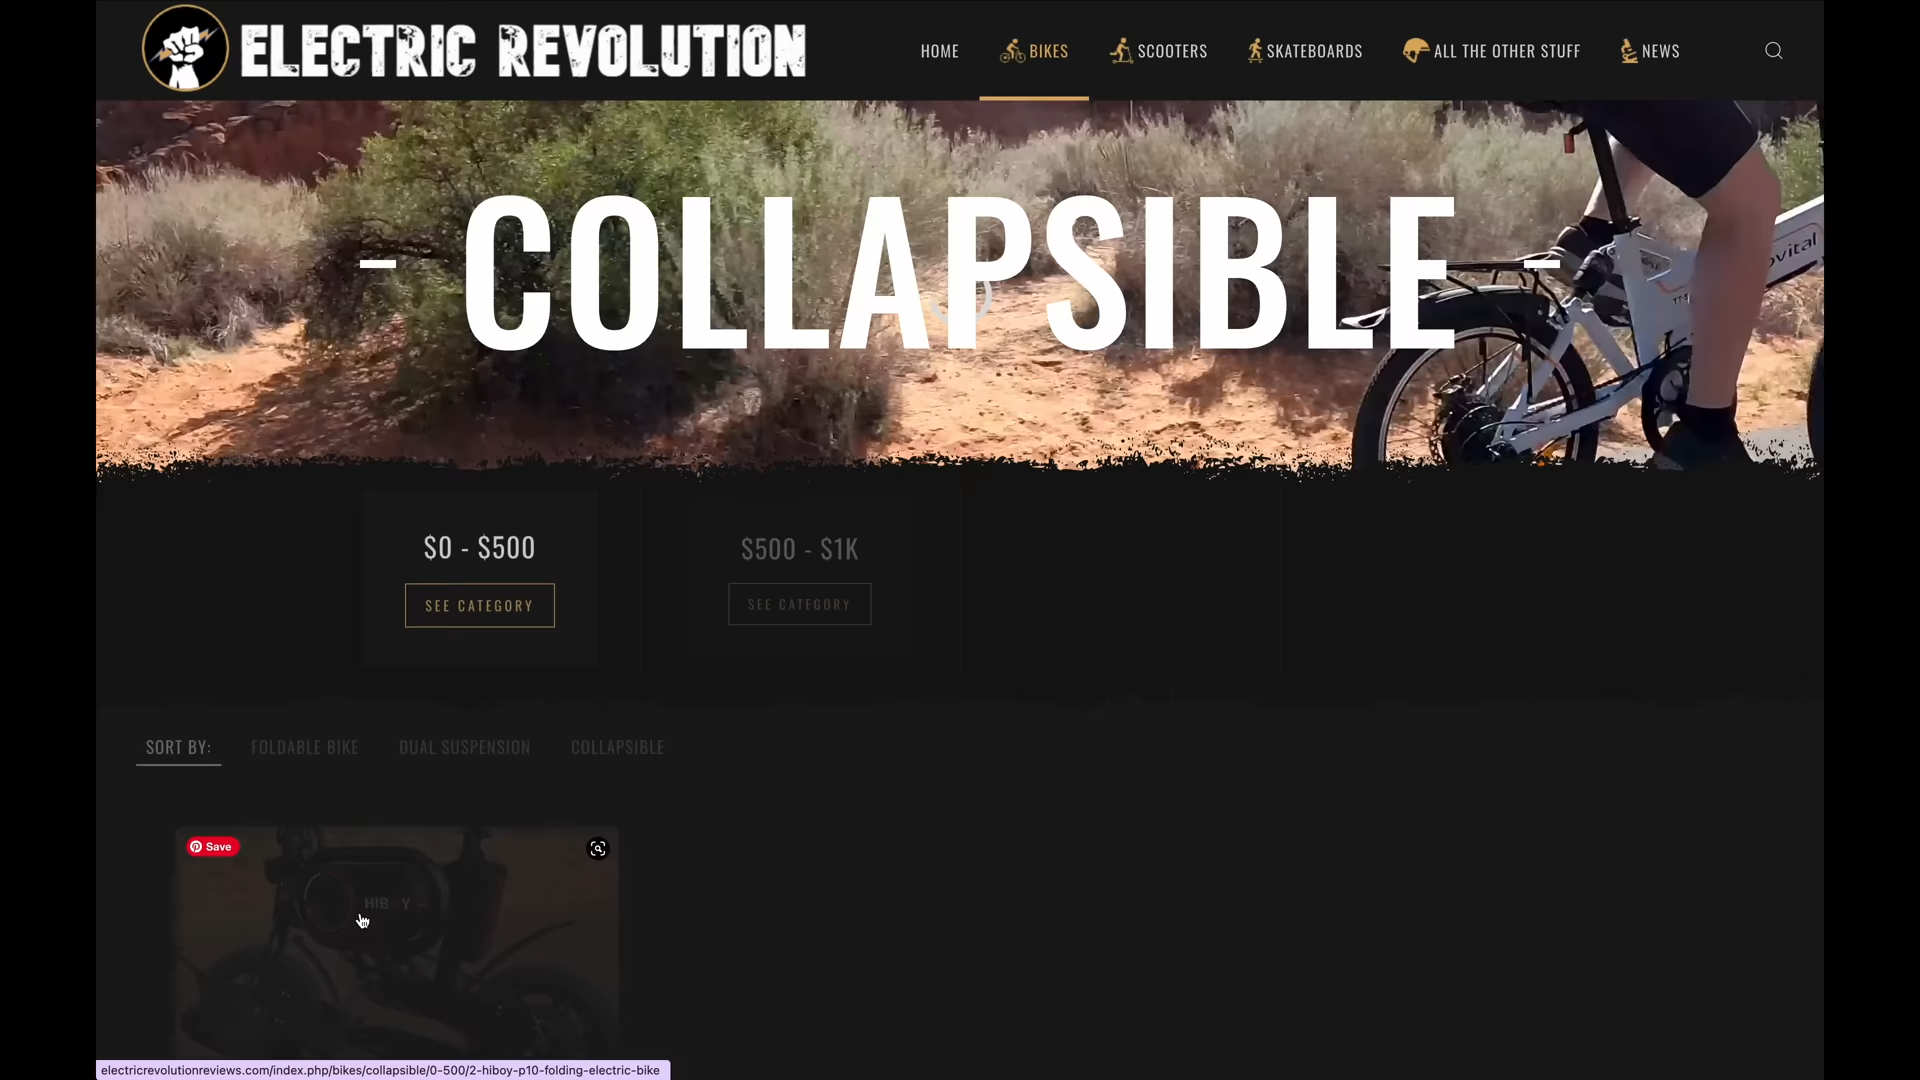 ELECTRIC REVOLUTION
HOME
BIKES
SCOOTERS
SKATEBOARDS
ALL THE OTHER STUFF
NEWS
- COLLAPSIBLE -
$0 - $500
$500 - $1K
SEE CATEGORY
SEE CATEGORY
SORT BY:
FOLDABLE BIKE
DUAL SUSPENSION
COLLAPSIBLE
Save
HIB Y
electricrevolutionreviews.com/index.php/bikes/collapsible/0-500/2-hiboy-p10-folding-electric-bike